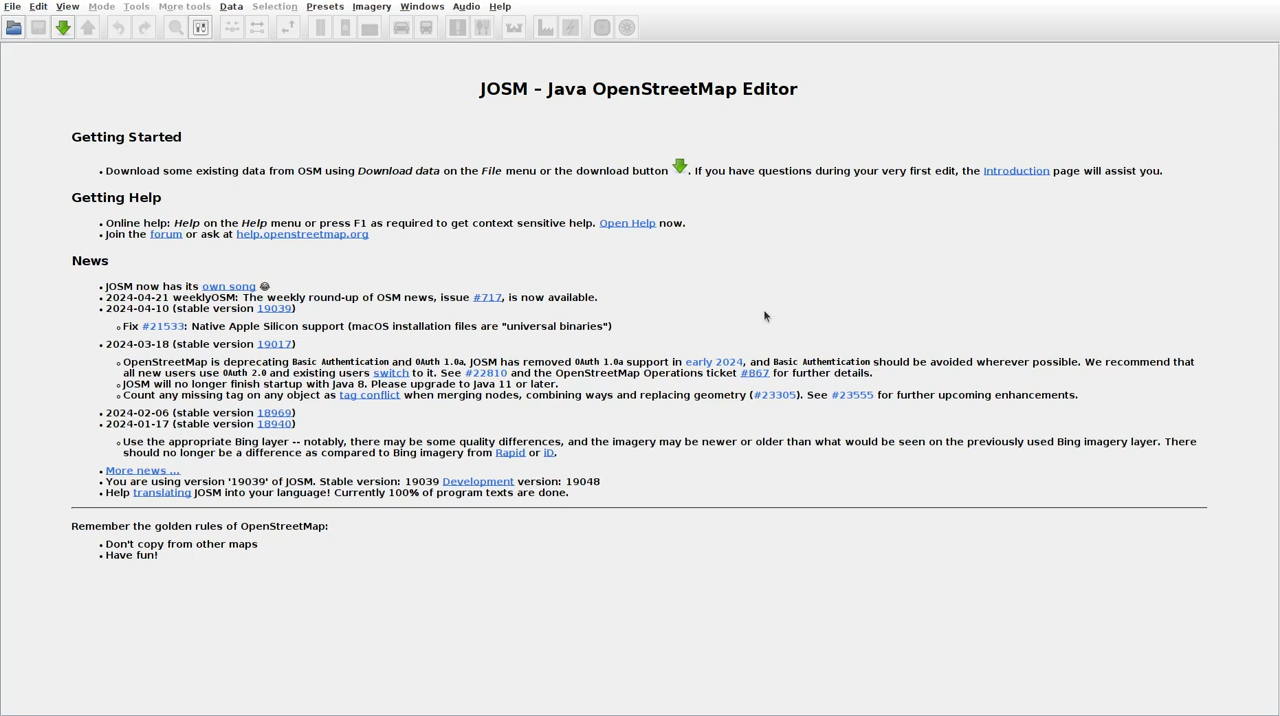 File Edit View Mode Tools More tools Data Selection Presets Imagery Windows Audio Help
JOSM – Java OpenStreetMap Editor
Getting Started
Download some existing data from OSM using Download data on the File menu or the download button . If you have questions during your very first edit, the Introduction page will assist you.
Getting Help
Online help: Help on the Help menu or press F1 as required to get context sensitive help. Open Help now.
Join the forum or ask at help.openstreetmap.org
News
JOSM now has its own song 😂
2024-04-21 weeklyOSM: The weekly round-up of OSM news, issue #717, is now available.
2024-04-10 (stable version 19039)
Fix #21533: Native Apple Silicon support (macOS installation files are "universal binaries")
2024-03-18 (stable version 19017)
OpenStreetMap is deprecating Basic Authentication and OAuth 1.0a. JOSM has removed OAuth 1.0a support in early 2024, and Basic Authentication should be avoided wherever possible. We recommend that
all new users use OAuth 2.0 and existing users switch to it. See #22810 and the OpenStreetMap Operations ticket #867 for further details.
JOSM will no longer finish startup with Java 8. Please upgrade to Java 11 or later.
Count any missing tag on any object as tag conflict when merging nodes, combining ways and replacing geometry (#23305). See #23555 for further upcoming enhancements.
2024-02-06 (stable version 18969)
2024-01-17 (stable version 18940)
Use the appropriate Bing layer -- notably, there may be some quality differences, and the imagery may be newer or older than what would be seen on the previously used Bing imagery layer. There
should no longer be a difference as compared to Bing imagery from Rapid or iD.
More news ...
You are using version '19039' of JOSM. Stable version: 19039 Development version: 19048
Help translating JOSM into your language! Currently 100% of program texts are done.
Remember the golden rules of OpenStreetMap:
Don't copy from other maps
Have fun!